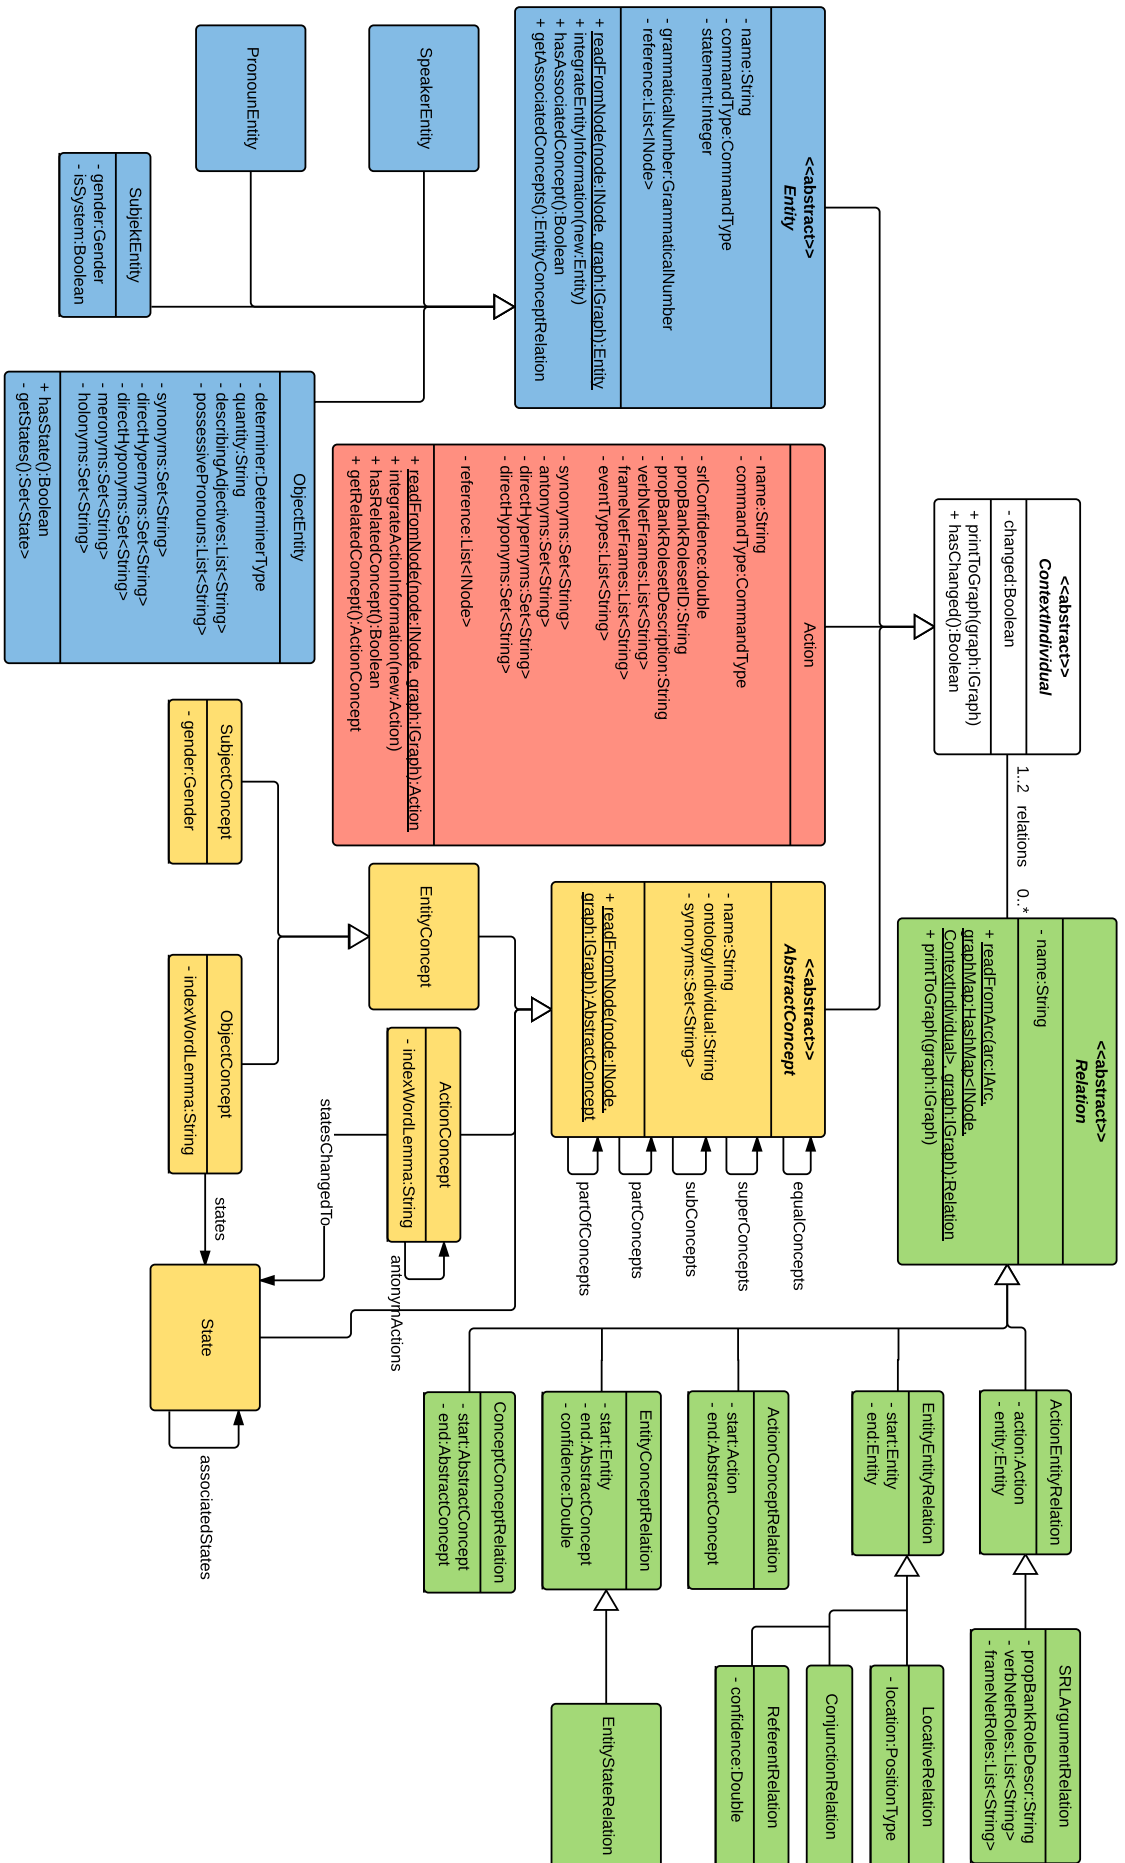 <<abstract>>
ContextIndividual
- changed:Boolean
+ printToGraph(graph:IGraph)
+ hasChanged():Boolean
1..2
relations
0..*
<<abstract>>
Relation
- name:String
+ readFromArc(arc:IArc,
graphMap:HashMap<INode,
ContextIndividual>, graph:IGraph):Relation
+ printToGraph(graph:IGraph)
<<abstract>>
Entity
- name:String
- commandType:CommandType
- statement:Integer
- grammaticalNumber:GrammaticalNumber
- reference:List<INode>
+ readFromNode(node:INode, graph:IGraph):Entity
+ integrateEntityInformation(new:Entity)
+ hasAssociatedConcept():Boolean
+ getAssociatedConcepts():EntityConceptRelation
Action
- name:String
- commandType:CommandType
- srlConfidence:double
- propBankRolesetID:String
- propBankRolesetDescription:String
- verbNetFrames:List<String>
- frameNetFrames:List<String>
- eventTypes:List<String>
- synonyms:Set<String>
- antonyms:Set<String>
- directHypernyms:Set<String>
- directHyponyms:Set<String>
- reference:List<INode>
+ readFromNode(node:INode, graph:IGraph):Action
+ integrateActionInformation(new:Action)
+ hasRelatedConcept():Boolean
+ getRelatedConcept():ActionConcept
<<abstract>>
AbstractConcept
- name:String
- ontologyIndividual:String
- synonyms:Set<String>
+ readFromNode(node:INode,
graph:IGraph):AbstractConcept
equalConcepts
superConcepts
subConcepts
partConcepts
partOfConcepts
ActionEntityRelation
- action:Action
- entity:Entity
SRLArgumentRelation
- propBankRoleDescr:String
- verbNetRoles:List<String>
- frameNetRoles:List<String>
EntityEntityRelation
- start:Entity
- end:Entity
LocativeRelation
- location:PositionType
ConjunctionRelation
ReferentRelation
- confidence:Double
ActionConceptRelation
- start:Action
- end:AbstractConcept
EntityConceptRelation
- start:Entity
- end:AbstractConcept
- confidence:Double
EntityStateRelation
ConceptConceptRelation
- start:AbstractConcept
- end:AbstractConcept
SpeakerEntity
PronounEntity
SubjektEntity
- gender:Gender
- isSystem:Boolean
ObjectEntity
- determiner:DeterminerType
- quantity:String
- describingAdjectives:List<String>
- possessivePronouns:List<String>
- synonyms:Set<String>
- directHypernyms:Set<String>
- directHyponyms:Set<String>
- meronyms:Set<String>
- holonyms:Set<String>
+ hasState():Boolean
- getStates():Set<State>
EntityConcept
ActionConcept
- indexWordLemma:String
antonymActions
statesChangedTo
SubjectConcept
- gender:Gender
ObjectConcept
- indexWordLemma:String
states
State
associatedStates